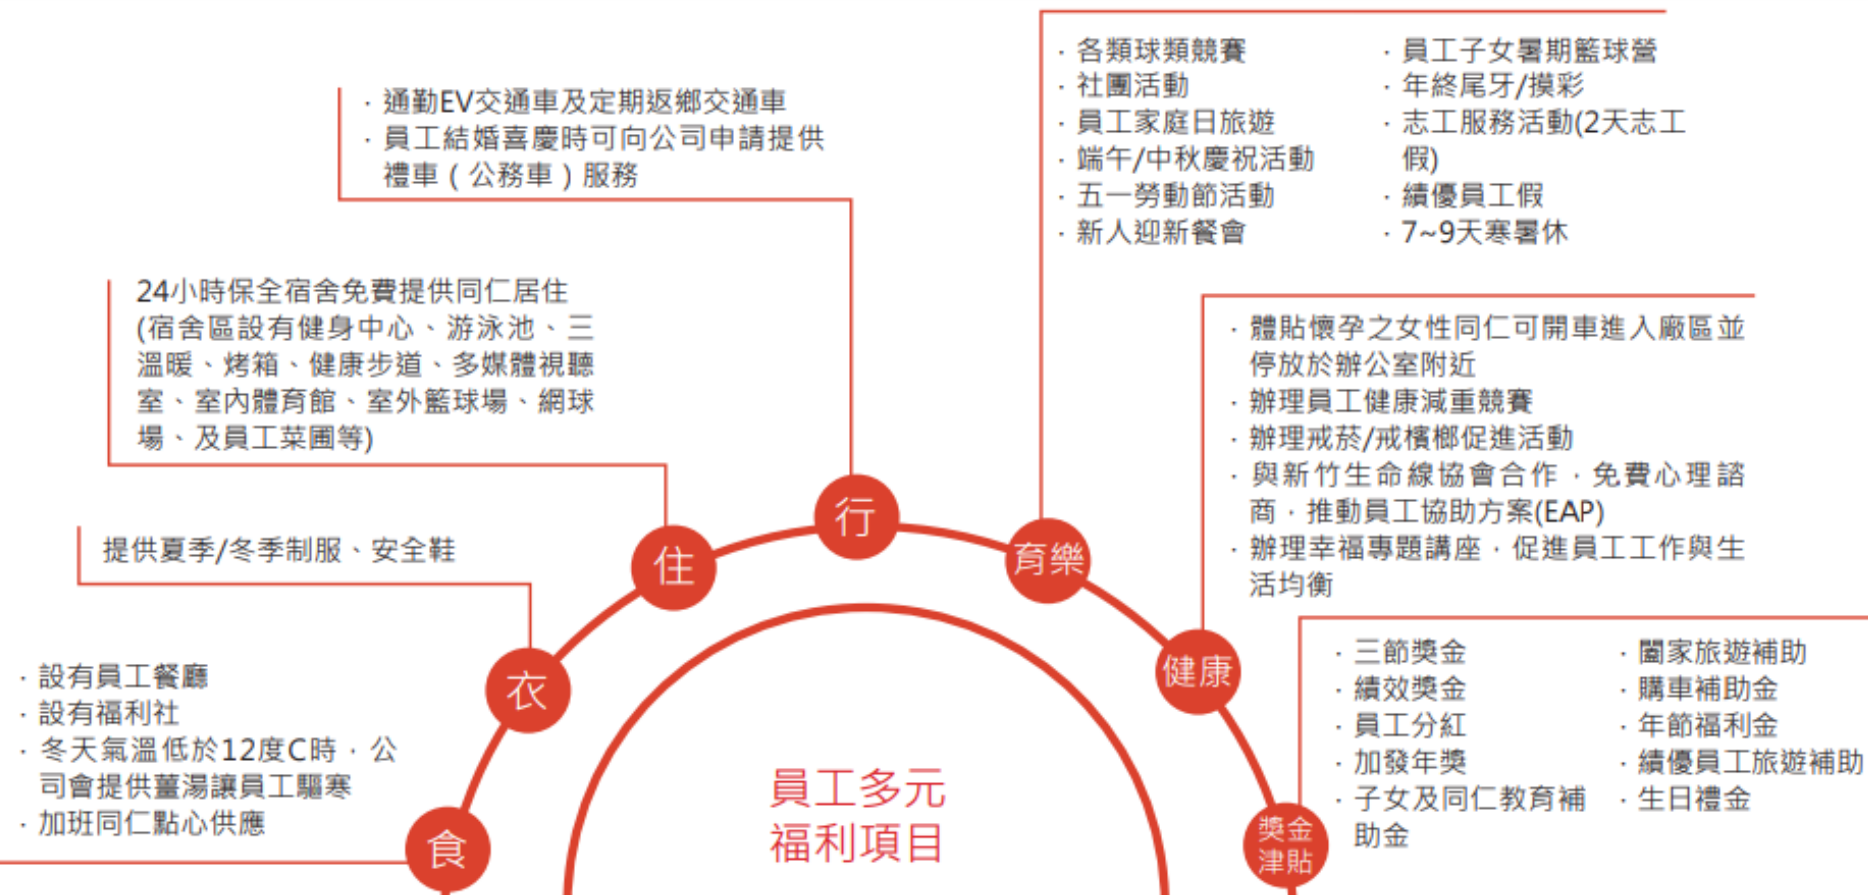 · 各類球類競賽
· 社團活動
· 員工家庭日旅遊
· 端午/中秋慶祝活動
· 五一勞動節活動
· 新人迎新餐會
· 員工子女暑期籃球營
· 年終尾牙/摸彩
· 志工服務活動(2天志工
假)
· 績優員工假
· 7~9天寒暑休
· 通勤EV交通車及定期返鄉交通車
· 員工結婚喜慶時可向公司申請提供
禮車（公務車）服務
24小時保全宿舍免費提供同仁居住
(宿舍區設有健身中心、游泳池、三
溫暖、烤箱、健康步道、多媒體視聽
室、室內體育館、室外籃球場、網球
場、及員工菜圃等)
· 體貼懷孕之女性同仁可開車進入廠區並
停放於辦公室附近
· 辦理員工健康減重競賽
· 辦理戒菸/戒檳榔促進活動
· 與新竹生命線協會合作，免費心理諮
商，推動員工協助方案(EAP)
· 辦理幸福專題講座，促進員工工作與生
活均衡
提供夏季/冬季制服、安全鞋
· 設有員工餐廳
· 設有福利社
· 冬天氣溫低於12度C時，公
司會提供薑湯讓員工驅寒
· 加班同仁點心供應
· 三節獎金
· 績效獎金
· 員工分紅
· 加發年獎
· 子女及同仁教育補
助金
· 闔家旅遊補助
· 購車補助金
· 年節福利金
· 績優員工旅遊補助
· 生日禮金
食
衣
住
行
育樂
健康
獎金
津貼
員工多元
福利項目